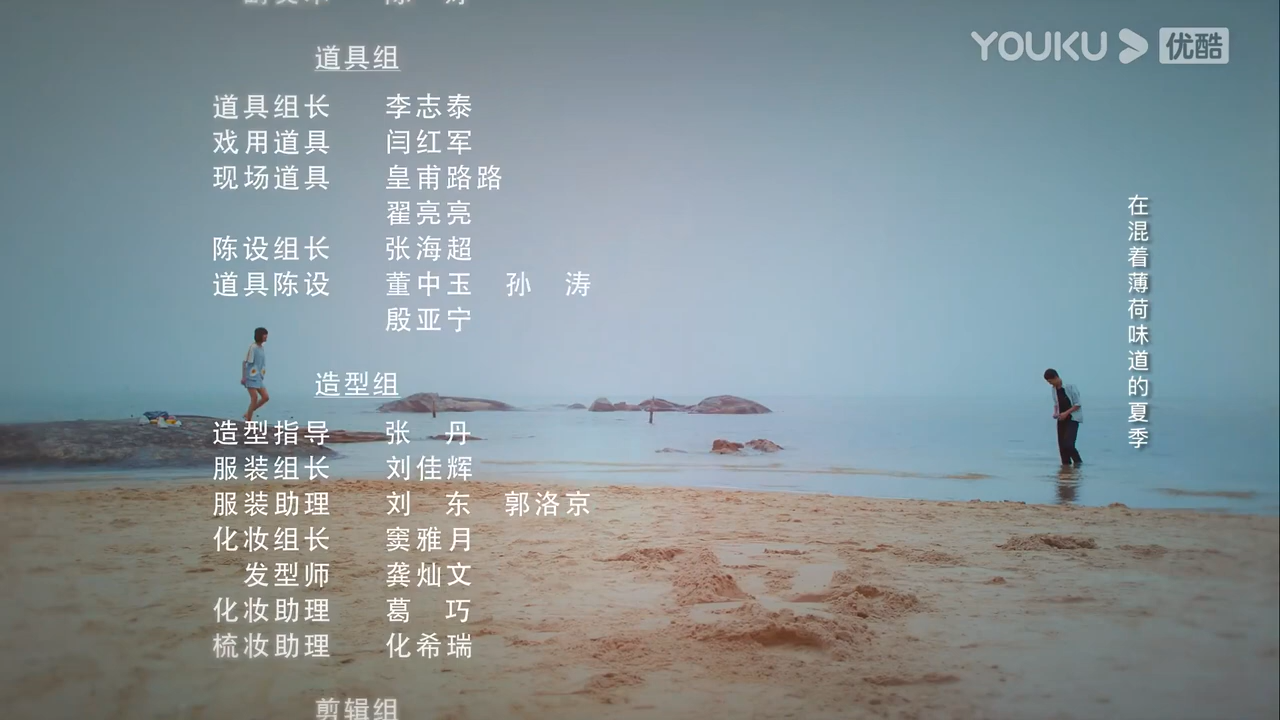 YOUKU 优酷
道具组
道具组长 李志泰
戏用道具 闫红军
现场道具 皇甫路路
翟亮亮
陈设组长 张海超
道具陈设 董中玉 孙 涛
殷亚宁
造型组
造型指导 张 丹
服装组长 刘佳辉
服装助理 刘 东 郭洛京
化妆组长 窦雅月
发型师 龚灿文
化妆助理 葛 巧
梳妆助理 化希瑞
剪辑组
在混着薄荷味道的夏季